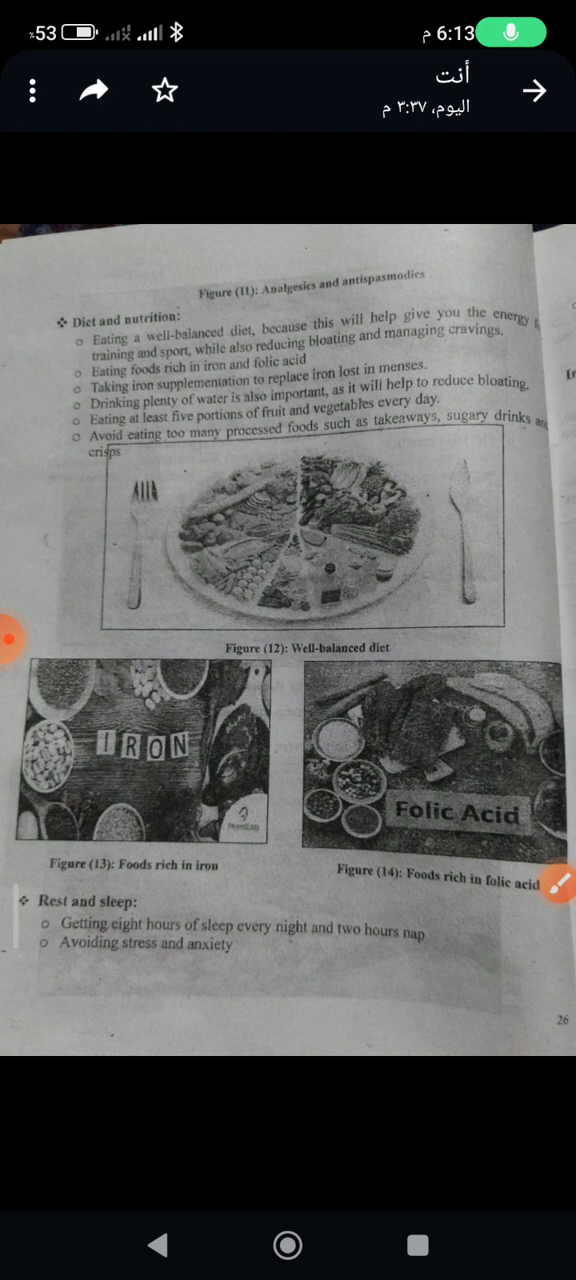 %53
6:13 م
أنت
اليوم، ٣:٣٧ م
Figure (11): Analgesics and antispasmodics
❖ Diet and nutrition:
o Eating a well-balanced diet, because this will help give you the energy
training and sport, while also reducing bloating and managing cravings.
o Eating foods rich in iron and folic acid
o Taking iron supplementation to replace iron lost in menses.
o Drinking plenty of water is also important, as it will help to reduce bloating.
o Eating at least five portions of fruit and vegetables every day.
o Avoid eating too many processed foods such as takeaways, sugary drinks
crisps
Figure (12): Well-balanced diet
IRON
Folic Acid
Figure (13): Foods rich in iron
Figure (14): Foods rich in folic acid
❖ Rest and sleep:
o Getting eight hours of sleep every night and two hours nap
o Avoiding stress and anxiety
26